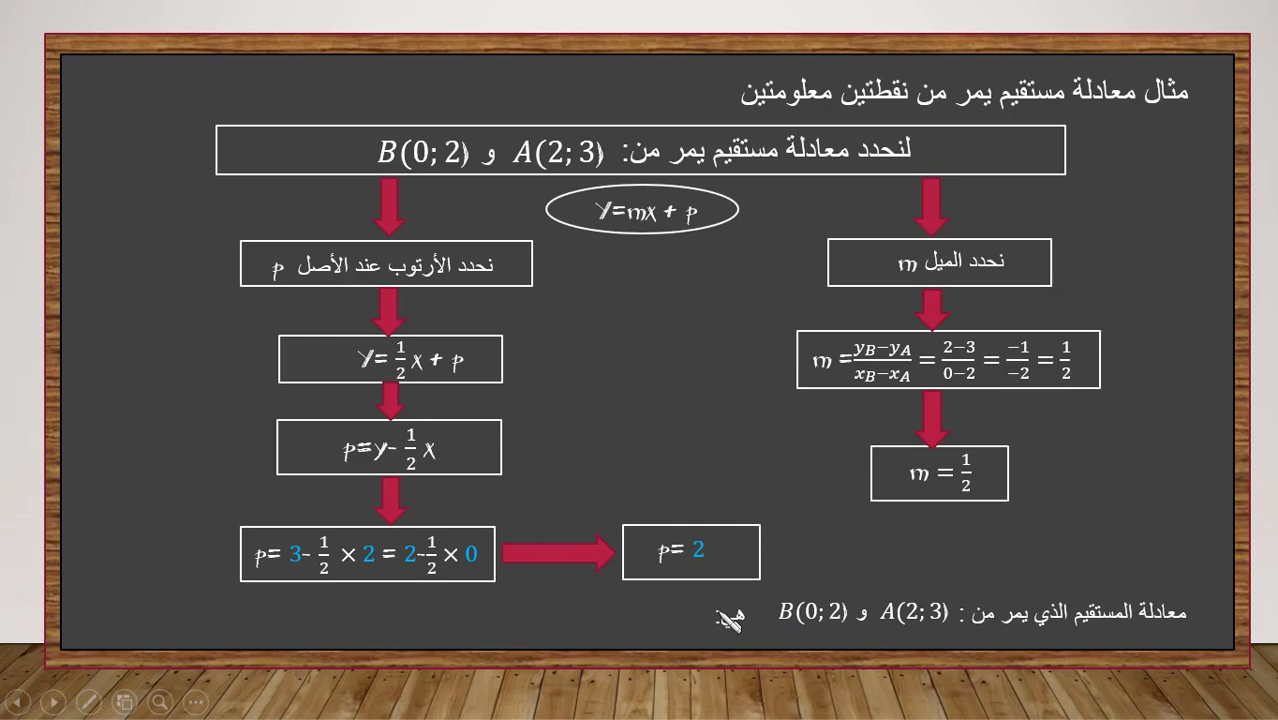 مثال معادلة مستقيم يمر من نقطتين معلومتين
لنحدد معادلة مستقيم يمر من: A(2; 3) و B(0; 2)
Y=mx + p
نحدد الميل m
m = (y_B−y_A)/(x_B−x_A) = (2−3)/(0−2) = (−1)/(−2) = 1/2
m = 1/2
نحدد الأرتوب عند الأصل p
Y= 1/2 x + p
p=y- 1/2 x
p= 3- 1/2 × 2 = 2- 1/2 × 0
p= 2
معادلة المستقيم الذي يمر من : A(2; 3) و B(0; 2)